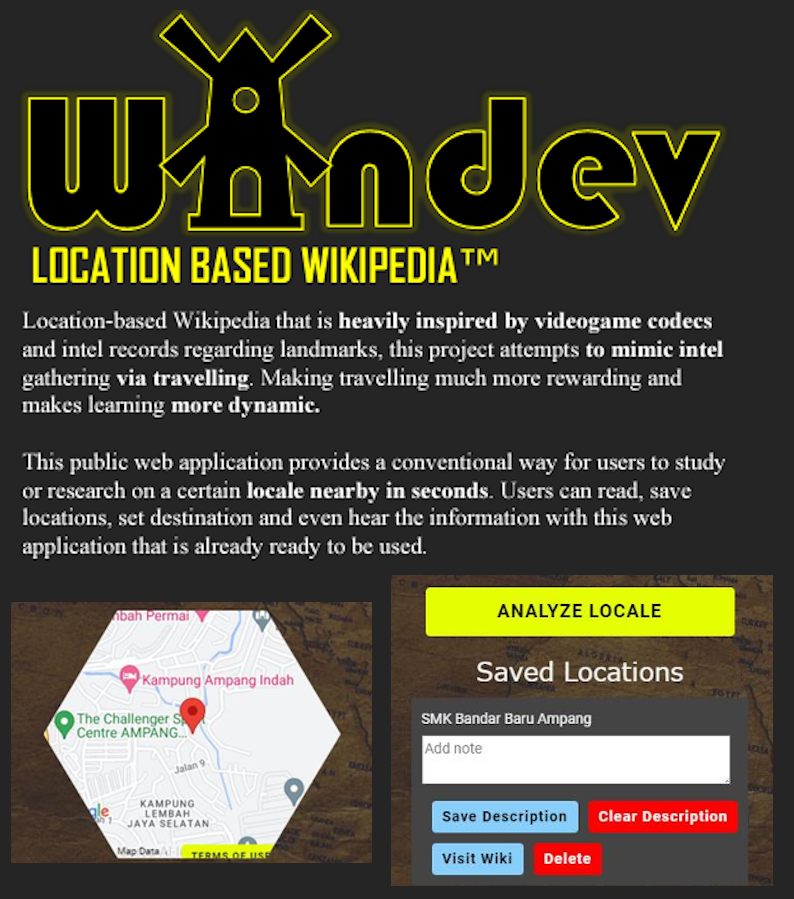 wandev
LOCATION BASED WIKIPEDIA™
Location-based Wikipedia that is heavily inspired by videogame codecs
and intel records regarding landmarks, this project attempts to mimic intel
gathering via travelling. Making travelling much more rewarding and
makes learning more dynamic.
This public web application provides a conventional way for users to study
or research on a certain locale nearby in seconds. Users can read, save
locations, set destination and even hear the information with this web
application that is already ready to be used.
mbah Permai
Kampung Ampang Indah
The Challenger Sp
Centre AMPANG...
Jalan 9
KAMPUNG
LEMBAH
JAYA SELATAN
gle
Map Data
TERMS OF USE
ANALYZE LOCALE
ALGERIA
TURKEY
EGYPT
Saved Locations
SMK Bandar Baru Ampang
Add note
Save Description
Clear Description
Visit Wiki
Delete